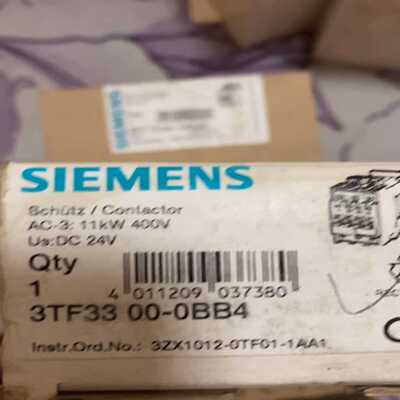 SIEMENS
SIEMENS
Schütz / Contactor
AC-3: 11kW 400V
Us:DC 24V
Qty
1
4 011209 037380
3TF33 00-0BB4
Instr.Ord.No.: 3ZX1012-0TF01-1AA1